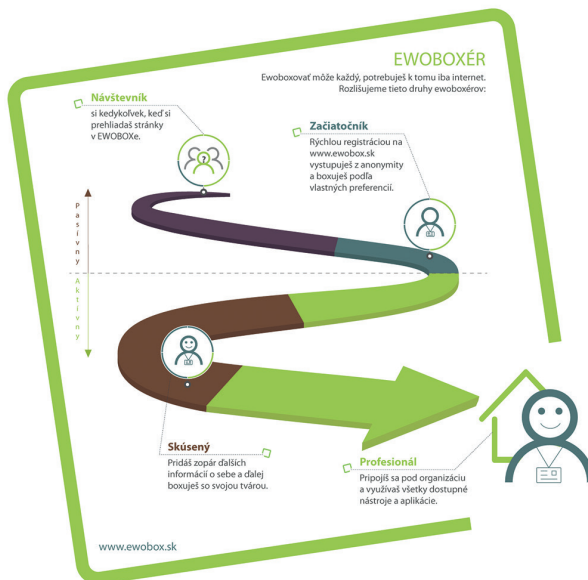 EWOBOXÉR
Ewoboxovať môže každý, potrebuješ k tomu iba internet.
Rozlišujeme tieto druhy ewoboxérov:
Návštevník
si kedykoľvek, keď si
prehliadaš stránky
v EWOBOXe.
?
Začiatočník
Rýchlou registráciou na
www.ewobox.sk
vystupuješ z anonymity
a boxuješ podľa
vlastných preferencií.
Pasívny
Aktívny
Skúsený
Pridáš zopár ďalších
informácií o sebe a ďalej
boxuješ so svojou tvárou.
Profesionál
Pripojíš sa pod organizáciu
a využívaš všetky dostupné
nástroje a aplikácie.
www.ewobox.sk